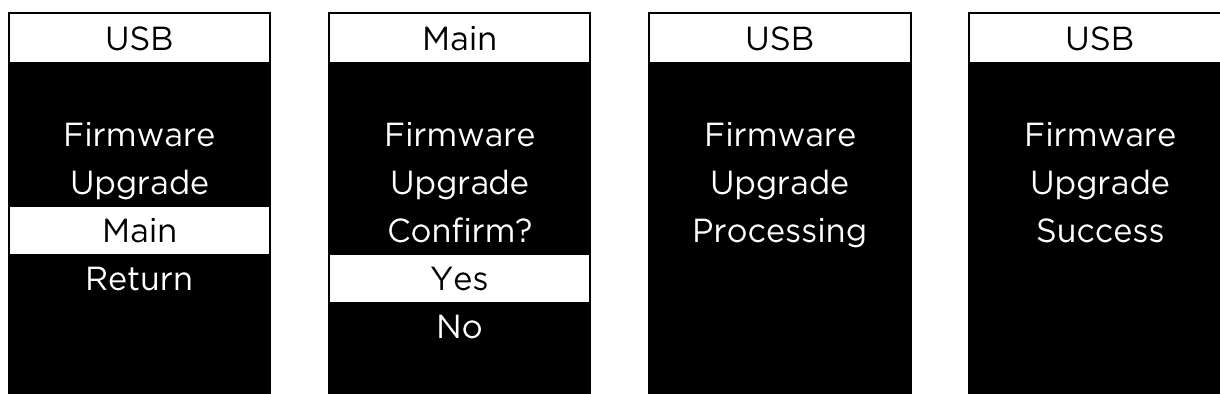 USB
Firmware
Upgrade
Main
Return
Main
Firmware
Upgrade
Confirm?
Yes
No
USB
Firmware
Upgrade
Processing
USB
Firmware
Upgrade
Success